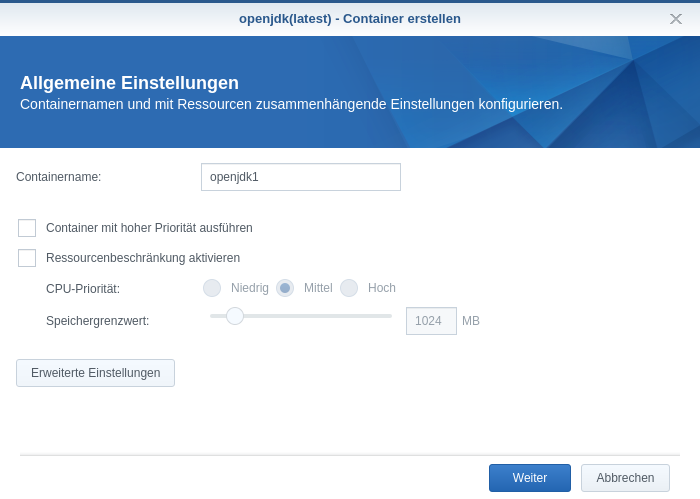 openjdk(latest) - Container erstellen
Allgemeine Einstellungen
Containernamen und mit Ressourcen zusammenhängende Einstellungen konfigurieren.
Containername: openjdk1
Container mit hoher Priorität ausführen
Ressourcenbeschränkung aktivieren
CPU-Priorität: Niedrig Mittel Hoch
Speichergrenzwert: 1024 MB
Erweiterte Einstellungen
Weiter Abbrechen